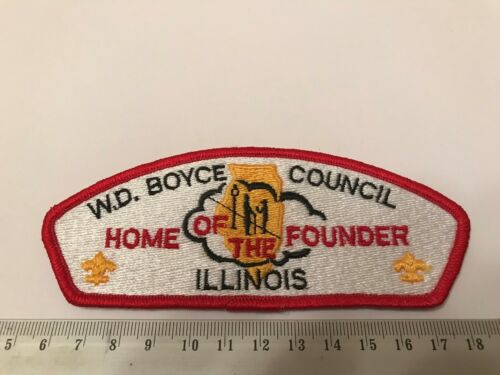 W.D. BOYCE COUNCIL
HOME OF THE FOUNDER
ILLINOIS
5 6 7 8 9 10 11 12 13 14 15 16 17 18